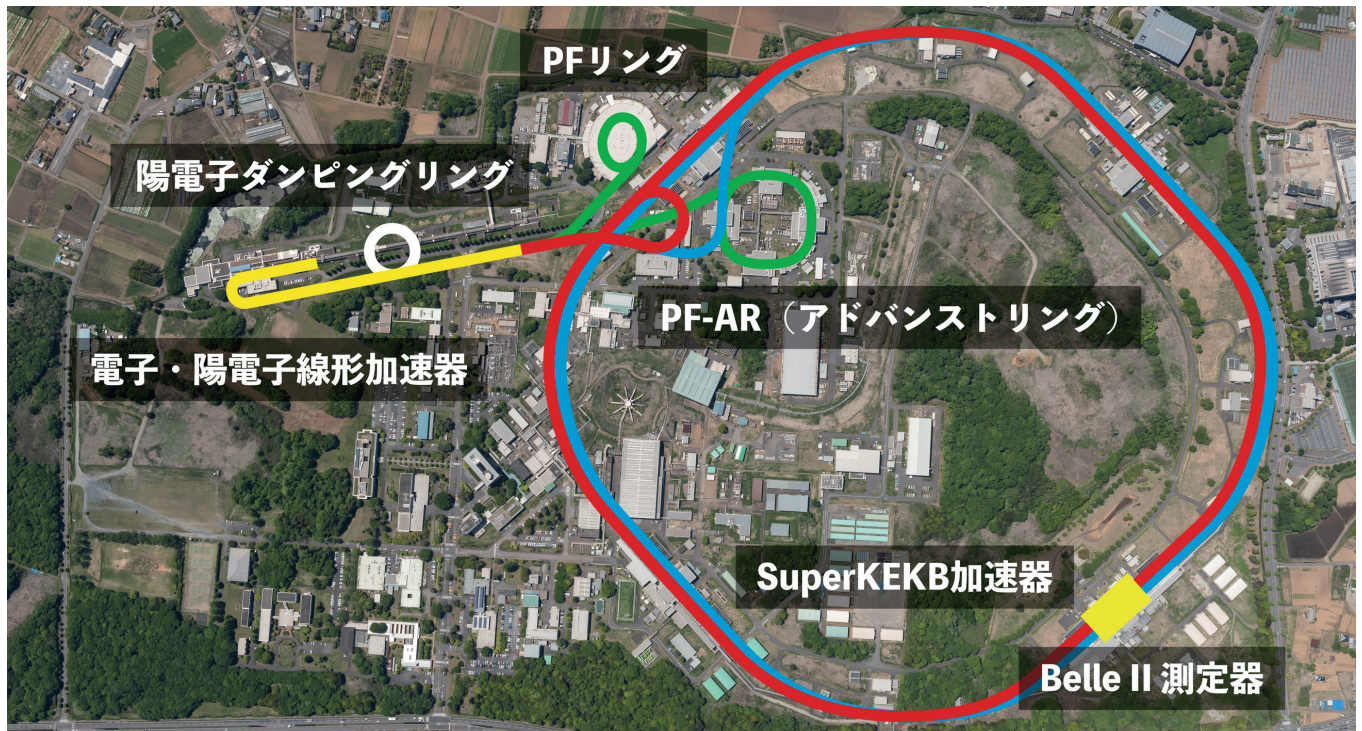 PFリング
陽電子ダンピングリング
PF-AR（アドバンストリング）
電子・陽電子線形加速器
SuperKEKB加速器
Belle II 測定器